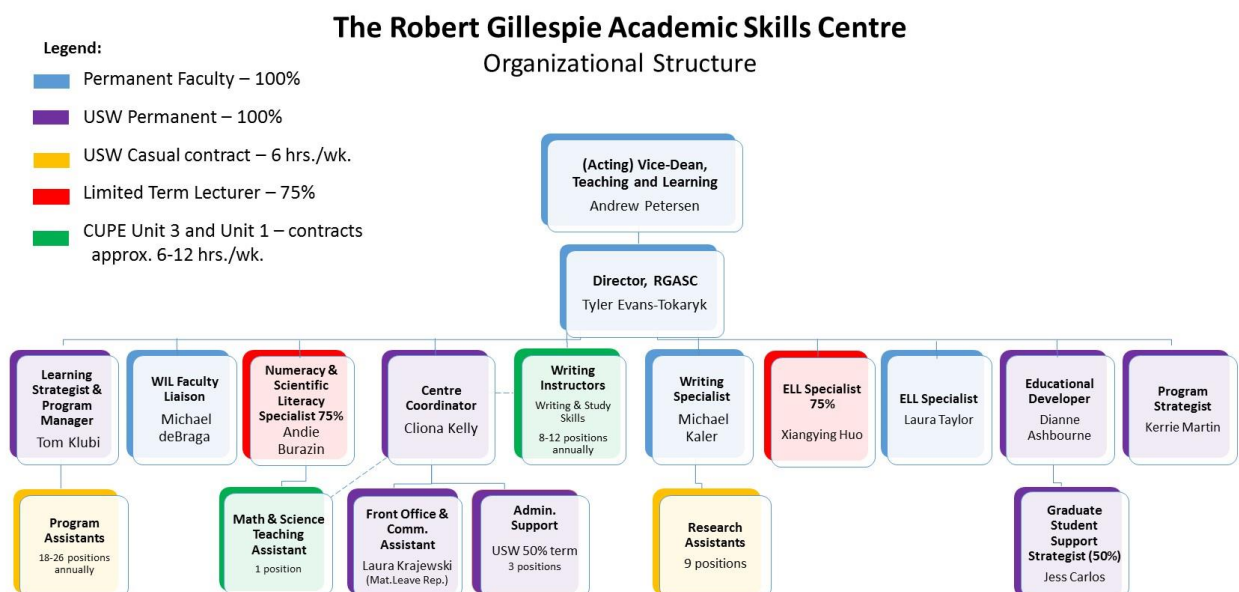 The Robert Gillespie Academic Skills Centre
Organizational Structure
Legend:
Permanent Faculty – 100%
USW Permanent – 100%
USW Casual contract – 6 hrs./wk.
Limited Term Lecturer – 75%
CUPE Unit 3 and Unit 1 – contracts
approx. 6-12 hrs./wk.
(Acting) Vice-Dean,
Teaching and Learning
Andrew Petersen
Director, RGASC
Tyler Evans-Tokaryk
Learning
Strategist &
Program
Manager
Tom Klubi
WIL Faculty
Liaison
Michael
deBraga
Numeracy &
Scientific
Literacy
Specialist 75%
Andie
Burazin
Centre
Coordinator
Cliona Kelly
Writing
Instructors
Writing & Study
Skills
8-12 positions
annually
Writing
Specialist
Michael
Kaler
ELL Specialist
75%
Xiangying Huo
ELL Specialist
Laura Taylor
Educational
Developer
Dianne
Ashbourne
Program
Strategist
Kerrie Martin
Program
Assistants
18-26 positions
annually
Math & Science
Teaching
Assistant
1 position
Front Office &
Comm.
Assistant
Laura Krajewski
(Mat.Leave Rep.)
Admin.
Support
USW 50% term
3 positions
Research
Assistants
9 positions
Graduate
Student
Support
Strategist (50%)
Jess Carlos